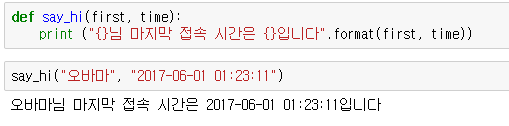 def say_hi(first, time):
    print ("{}님 마지막 접속 시간은 {}입니다".format(first, time))
say_hi("오바마", "2017-06-01 01:23:11")
오바마님 마지막 접속 시간은 2017-06-01 01:23:11입니다